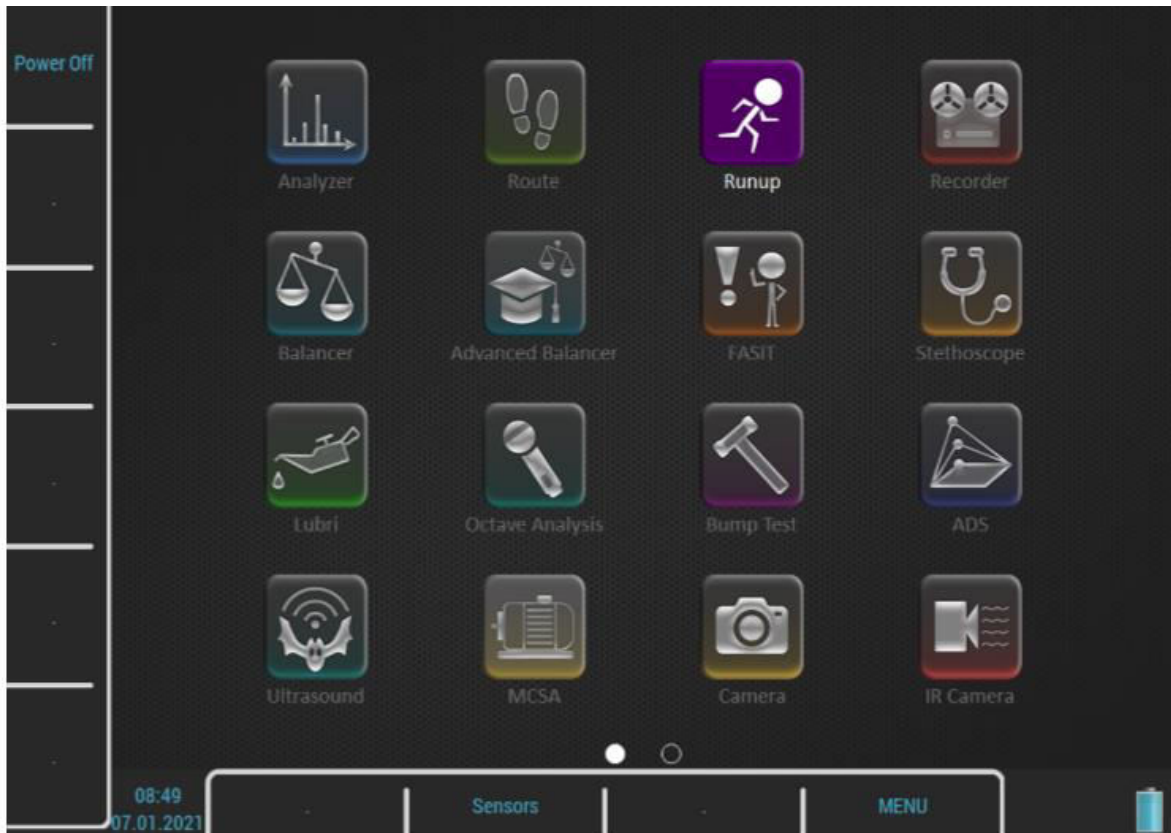 Power Off
Analyzer
Route
Runup
Recorder
Balancer
Advanced Balancer
FASIT
Stethoscope
Lubri
Octave Analysis
Bump Test
ADS
Ultrasound
MCSA
Camera
IR Camera
08:49
07.01.2021
Sensors
MENU